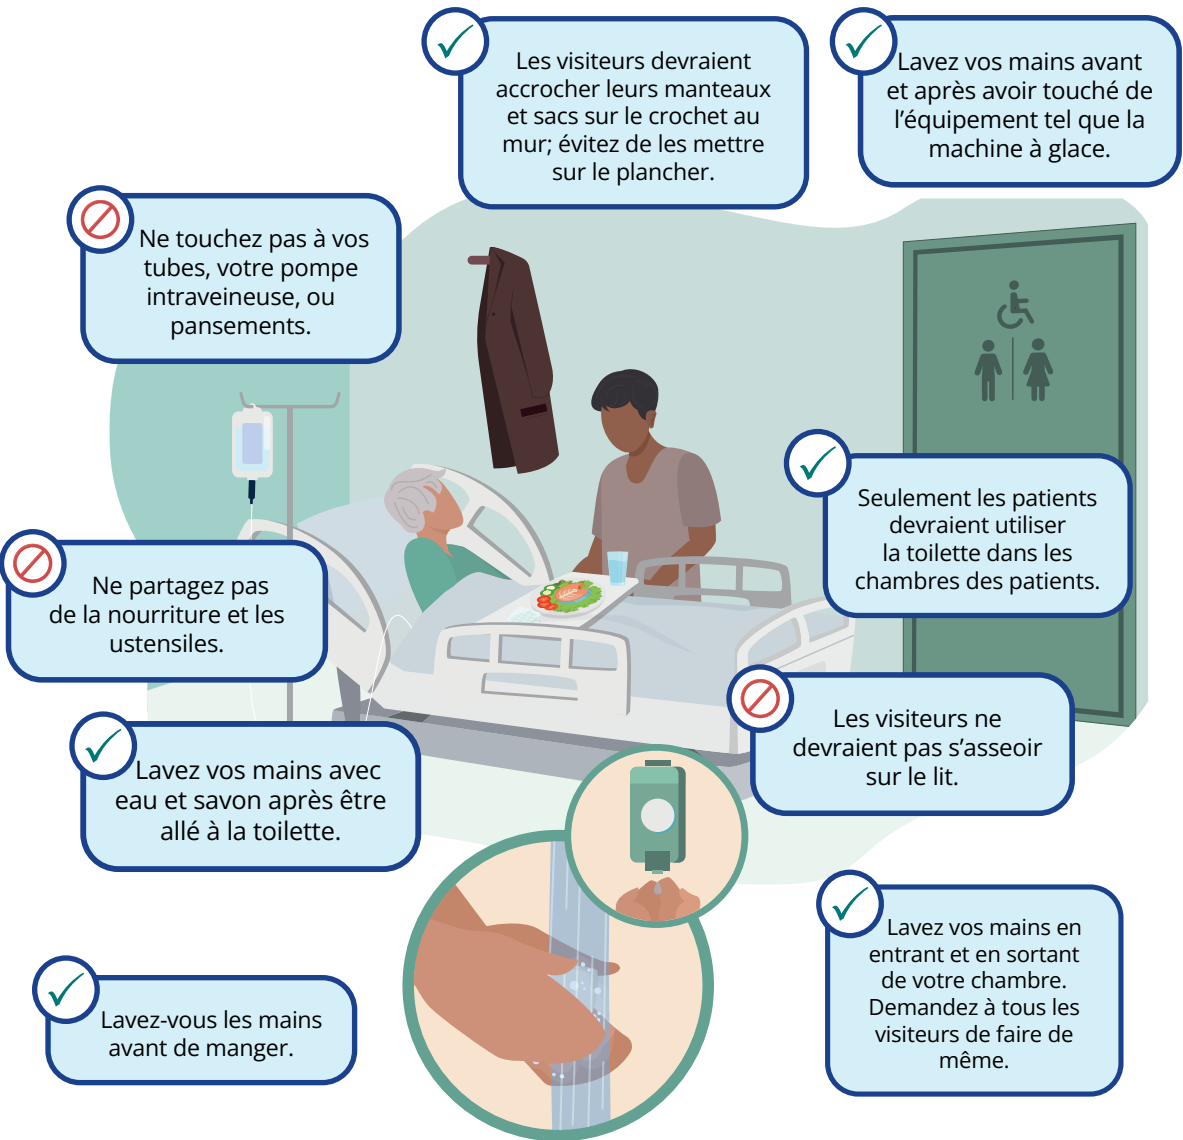 Les visiteurs devraient
accrocher leurs manteaux
et sacs sur le crochet au
mur; évitez de les mettre
sur le plancher.
Lavez vos mains avant
et après avoir touché de
l’équipement tel que la
machine à glace.
Ne touchez pas à vos
tubes, votre pompe
intraveineuse, ou
pansements.
Seulement les patients
devraient utiliser
la toilette dans les
chambres des patients.
Ne partagez pas
de la nourriture et les
ustensiles.
Les visiteurs ne
devraient pas s’asseoir
sur le lit.
Lavez vos mains avec
eau et savon après être
allé à la toilette.
Lavez vos mains en
entrant et en sortant
de votre chambre.
Demandez à tous les
visiteurs de faire de
même.
Lavez-vous les mains
avant de manger.